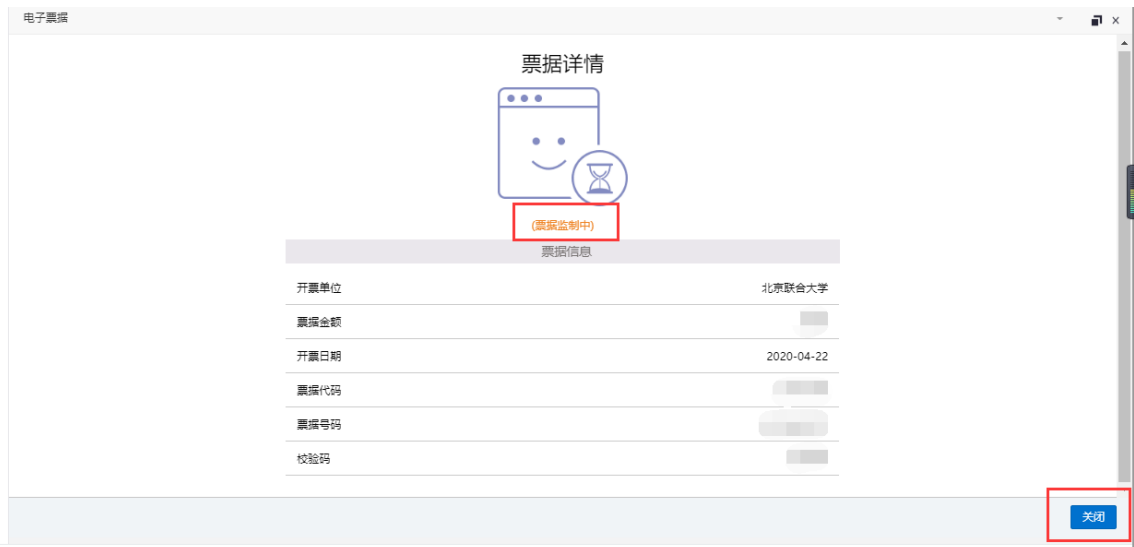 电子票据
票据详情
(票据监制中)
票据信息
开票单位 北京联合大学
票据金额
开票日期 2020-04-22
票据代码
票据号码
校验码
关闭